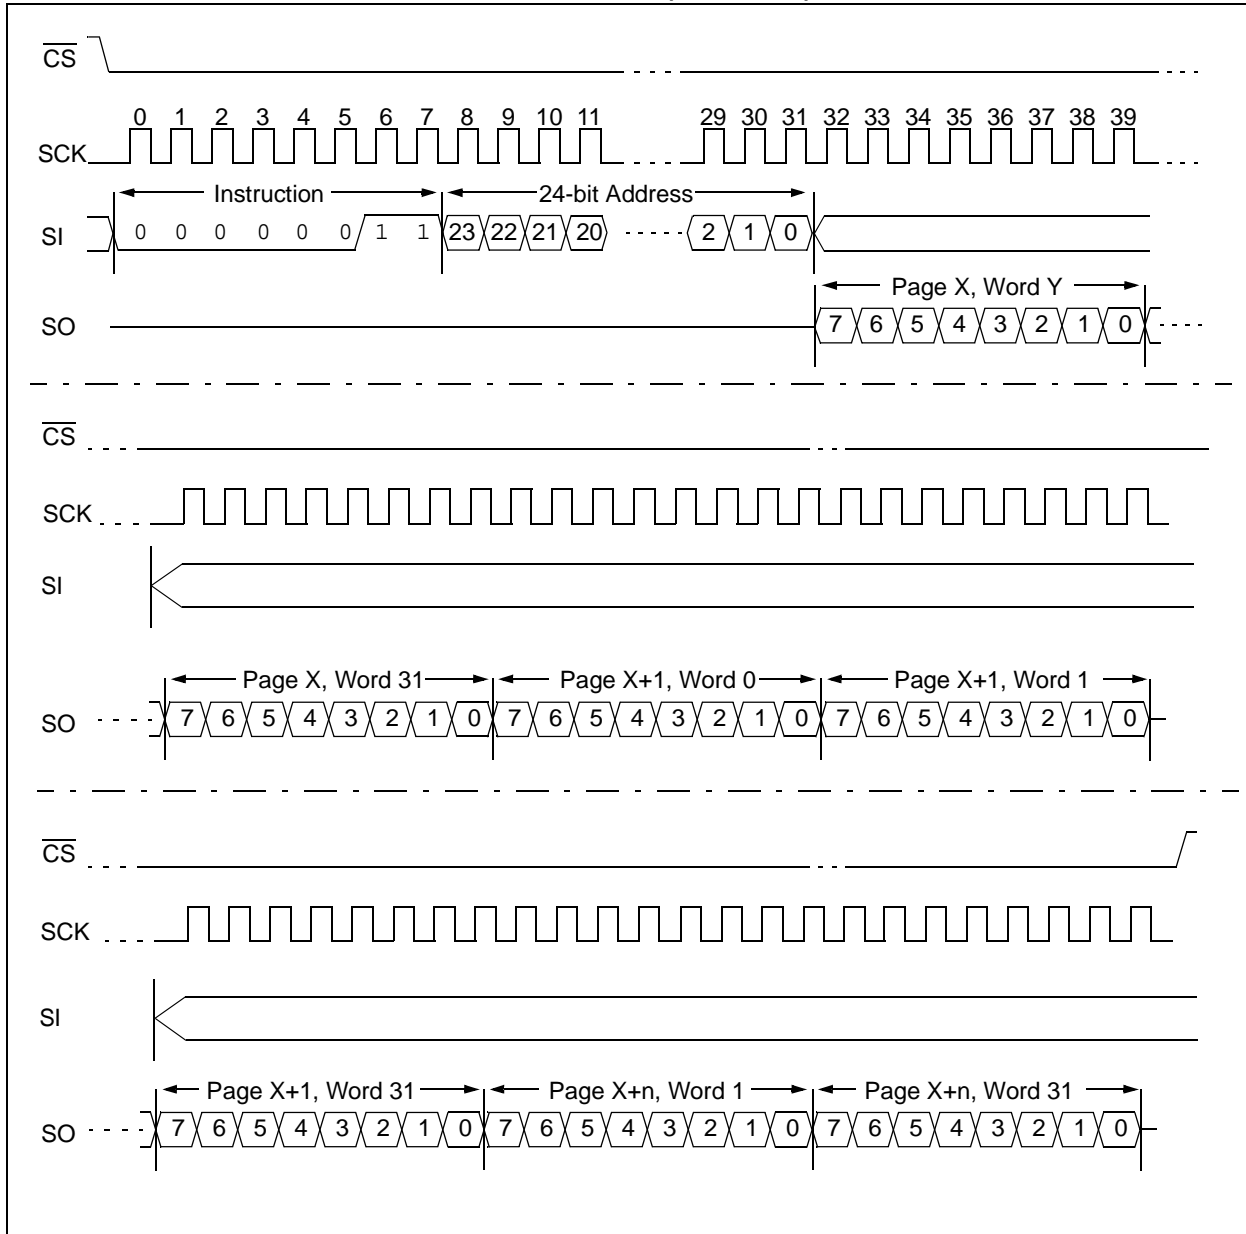 CS
0 1 2 3 4 5 6 7 8 9 10 11 29 30 31 32 33 34 35 36 37 38 39
SCK
Instruction 24-bit Address
SI 0 0 0 0 0 0 1 1 23 22 21 20 2 1 0
Page X, Word Y
SO 7 6 5 4 3 2 1 0
CS
SCK
SI
Page X, Word 31 Page X+1, Word 0 Page X+1, Word 1
SO 7 6 5 4 3 2 1 0 7 6 5 4 3 2 1 0 7 6 5 4 3 2 1 0
CS
SCK
SI
Page X+1, Word 31 Page X+n, Word 1 Page X+n, Word 31
SO 7 6 5 4 3 2 1 0 7 6 5 4 3 2 1 0 7 6 5 4 3 2 1 0